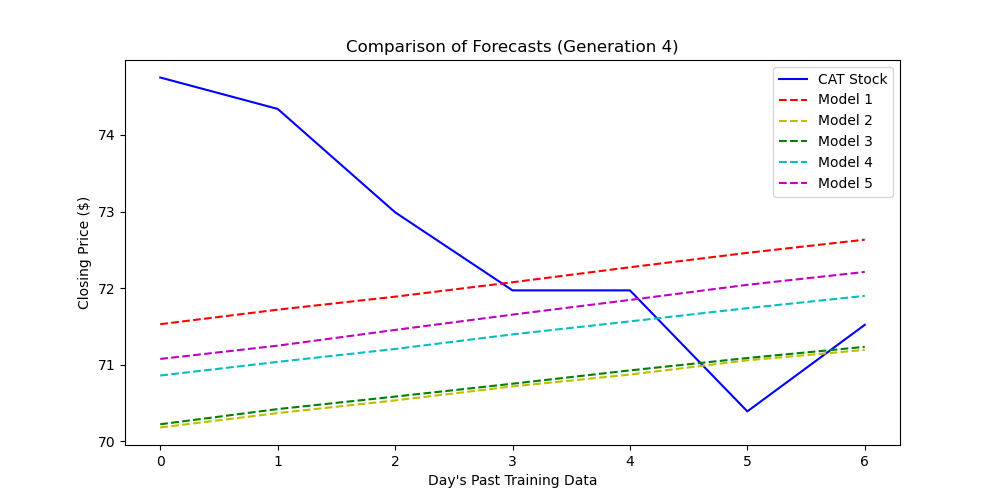 Comparison of Forecasts (Generation 4)
CAT Stock
Model 1
Model 2
Model 3
Model 4
Model 5
Closing Price ($)
74
73
72
71
70
0 1 2 3 4 5 6
Day's Past Training Data